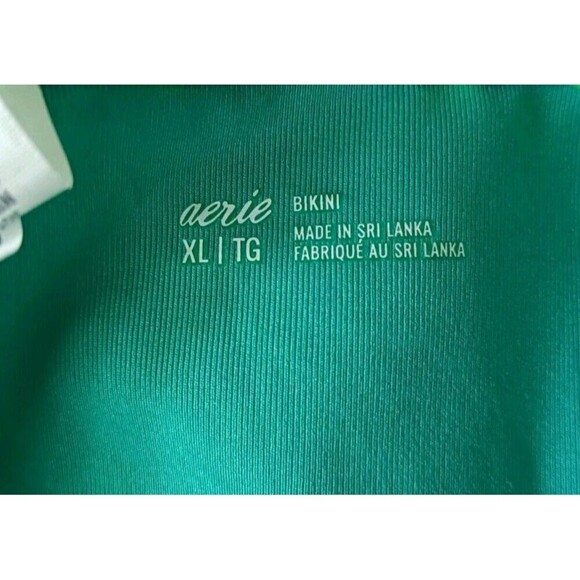 aerie
XL | TG
BIKINI
MADE IN SRI LANKA
FABRIQUÉ AU SRI LANKA